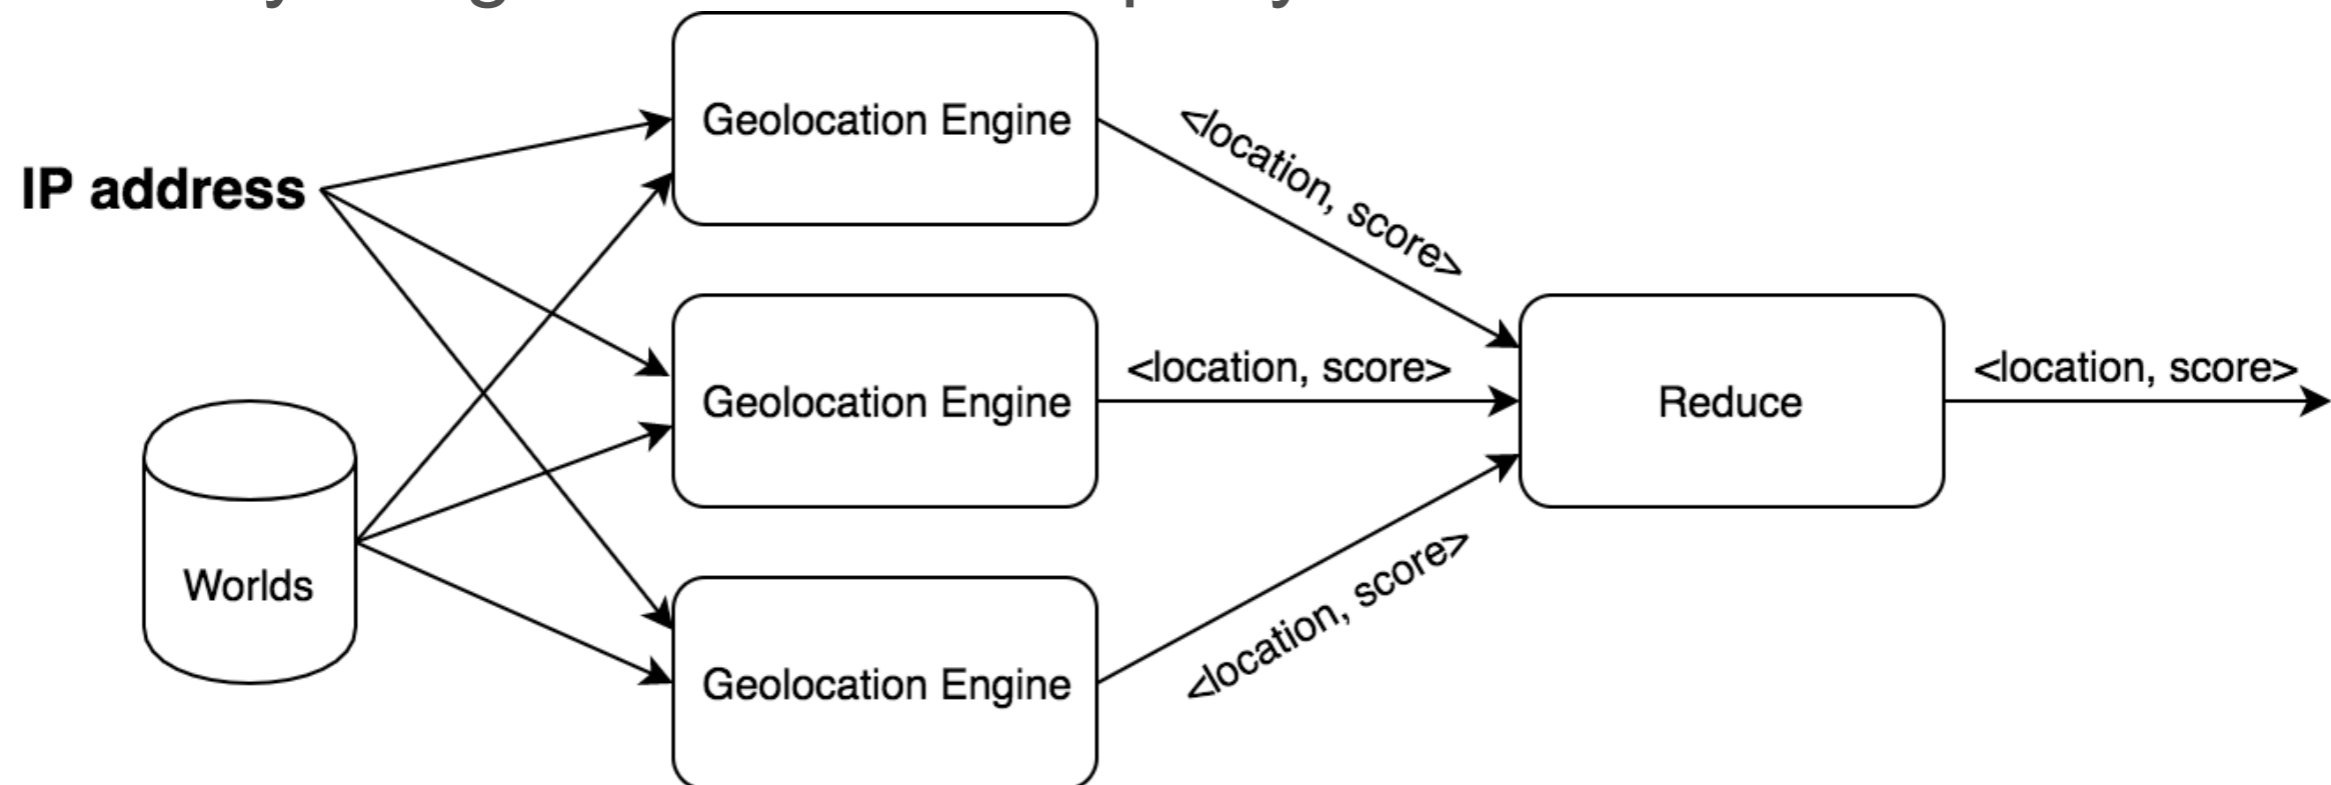 Geolocation Engine
<location, score>
IP address
Geolocation Engine
<location, score>
Reduce
<location, score>
Worlds
Geolocation Engine
<location, score>